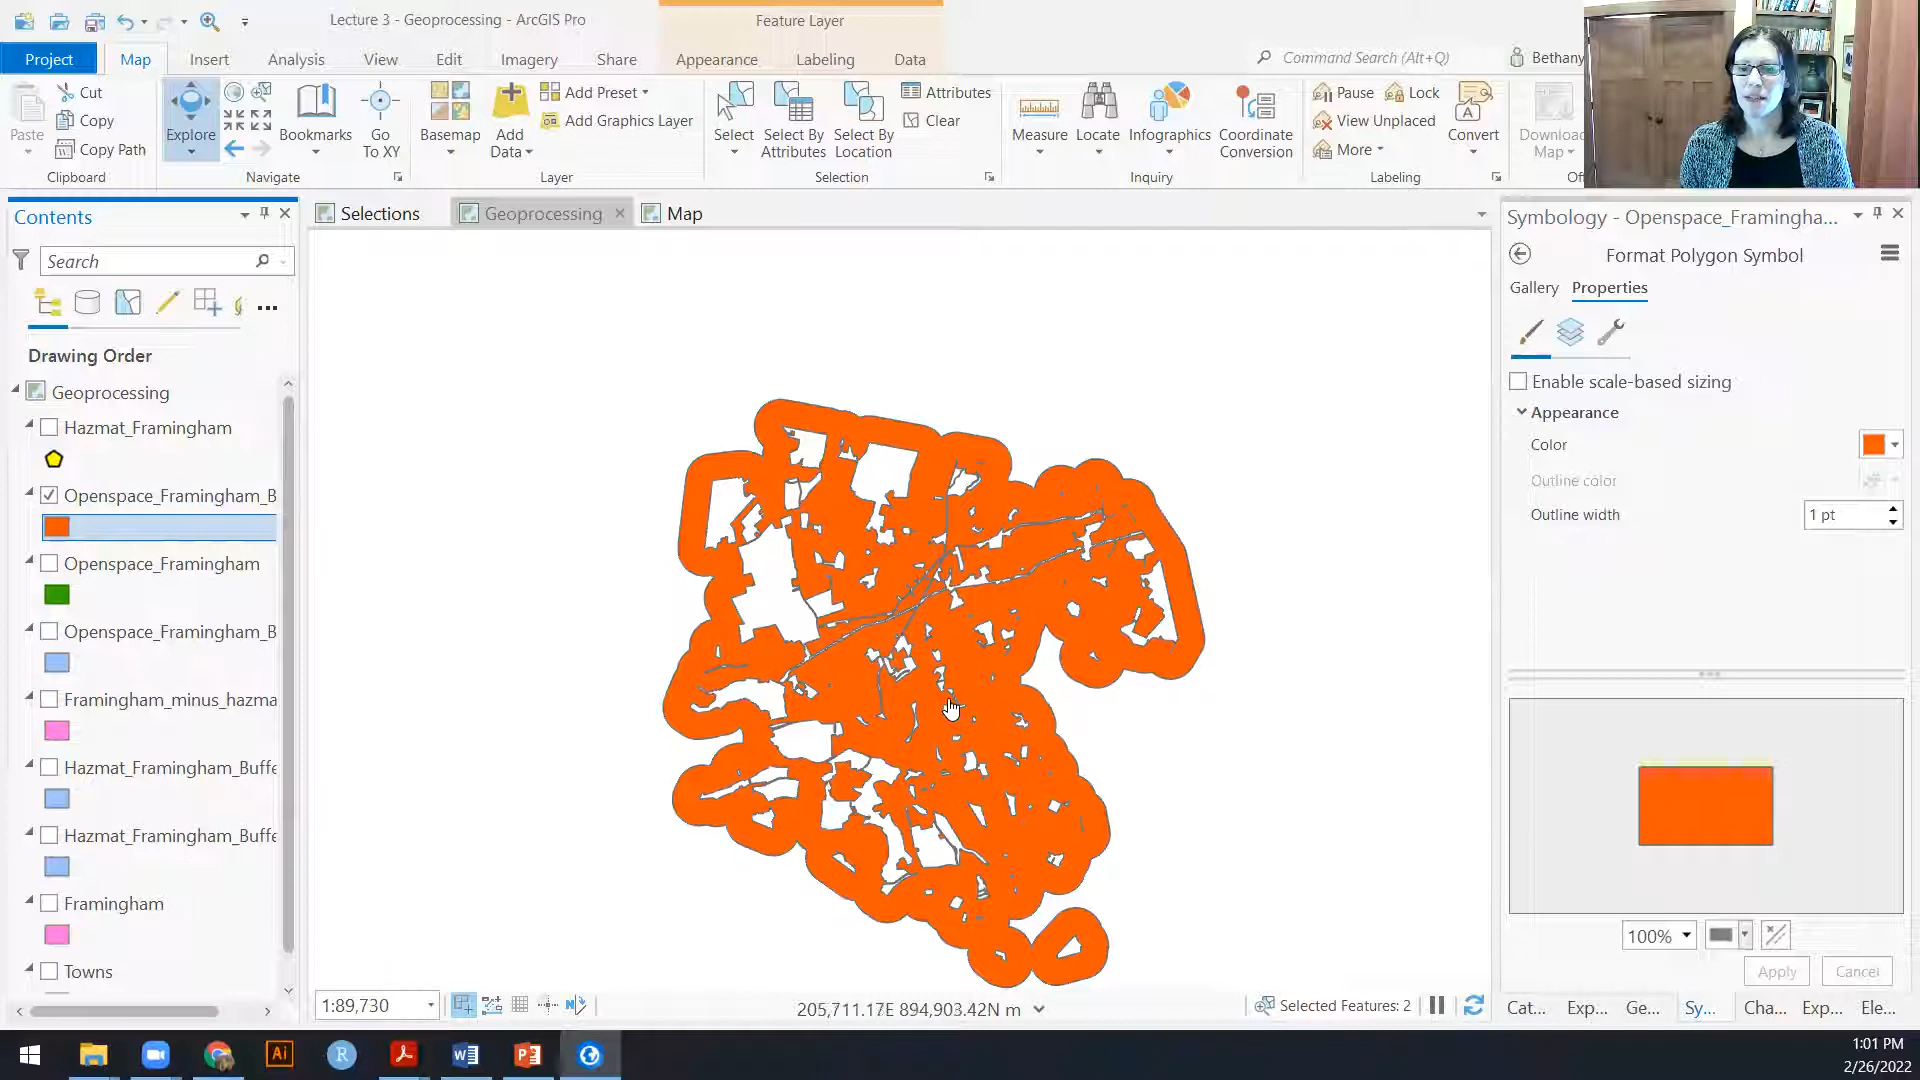 Lecture 3 - Geoprocessing - ArcGIS Pro
Feature Layer
Project
Map
Insert
Analysis
View
Edit
Imagery
Share
Appearance
Labeling
Data
Command Search (Alt+Q)
Bethany
Paste
Cut
Copy
Copy Path
Clipboard
Explore
Bookmarks
Go To XY
Navigate
Basemap
Add Data
Add Preset
Add Graphics Layer
Layer
Select
Select By Attributes
Select By Location
Attributes
Clear
Selection
Measure
Locate
Infographics
Coordinate Conversion
Inquiry
Pause
Lock
View Unplaced
More
Labeling
Convert
Download Map
Contents
Search
Drawing Order
Geoprocessing
Hazmat_Framingham
Openspace_Framingham_B
Openspace_Framingham
Openspace_Framingham_B
Framingham_minus_hazma
Hazmat_Framingham_Buffe
Hazmat_Framingham_Buffe
Framingham
Towns
Selections
Geoprocessing
Map
1:89,730
205,711.17E 894,903.42N m
Selected Features: 2
Symbology - Openspace_Framingha...
Format Polygon Symbol
Gallery
Properties
Enable scale-based sizing
Appearance
Color
Outline color
Outline width
1 pt
100%
Apply
Cancel
Cat...
Exp...
Ge...
Sy...
Cha...
Exp...
Ele...
Ai
R
1:01 PM
2/26/2022